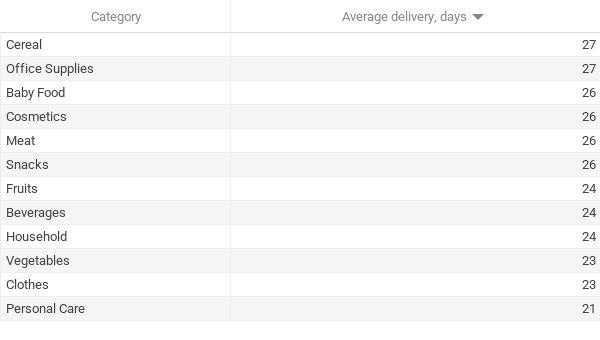 Category Average delivery, days
Cereal 27
Office Supplies 27
Baby Food 26
Cosmetics 26
Meat 26
Snacks 26
Fruits 24
Beverages 24
Household 24
Vegetables 23
Clothes 23
Personal Care 21